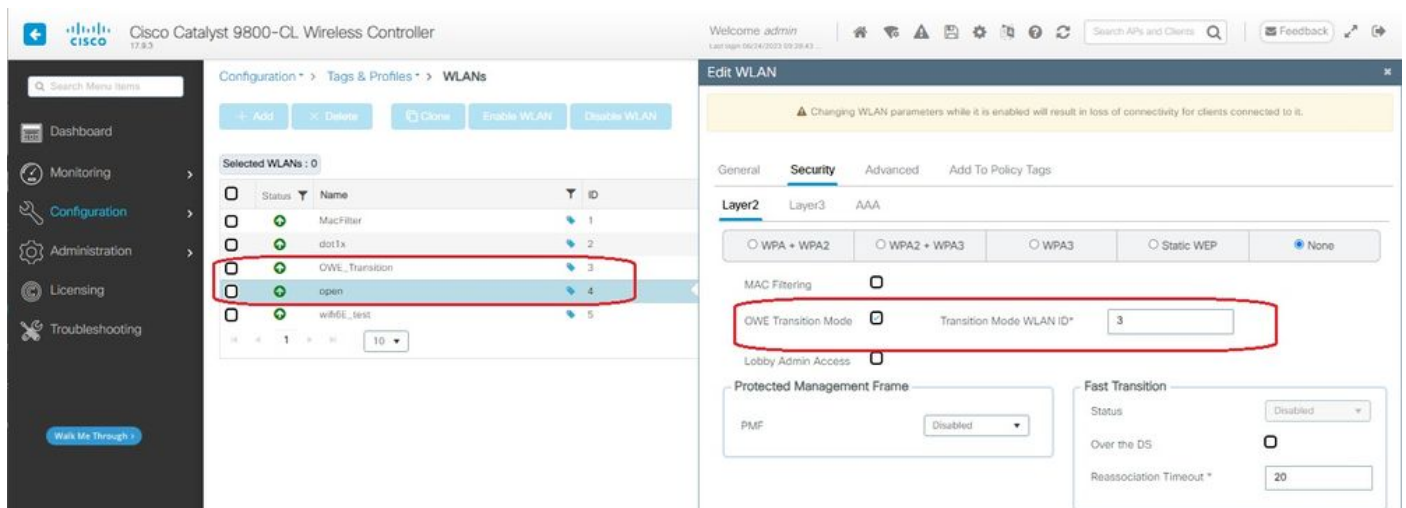 CISCO
Cisco Catalyst 9800-CL Wireless Controller
17.9.3
Welcome admin
Search APs and Clients
Feedback
Search Menu Items
Dashboard
Monitoring
Configuration
Administration
Licensing
Troubleshooting
Walk Me Through >
Configuration > Tags & Profiles > WLANs
+ Add
× Delete
Clone
Enable WLAN
Disable WLAN
Selected WLANs : 0
Status Name ID
MacFilter 1
dot1x 2
OWE_Transition 3
open 4
wifi6E_test 5
1
10
Edit WLAN
Changing WLAN parameters while it is enabled will result in loss of connectivity for clients connected to it.
General Security Advanced Add To Policy Tags
Layer2 Layer3 AAA
WPA + WPA2 WPA2 + WPA3 WPA3 Static WEP None
MAC Filtering
OWE Transition Mode Transition Mode WLAN ID* 3
Lobby Admin Access
Protected Management Frame
PMF Disabled
Fast Transition
Status Disabled
Over the DS
Reassociation Timeout * 20